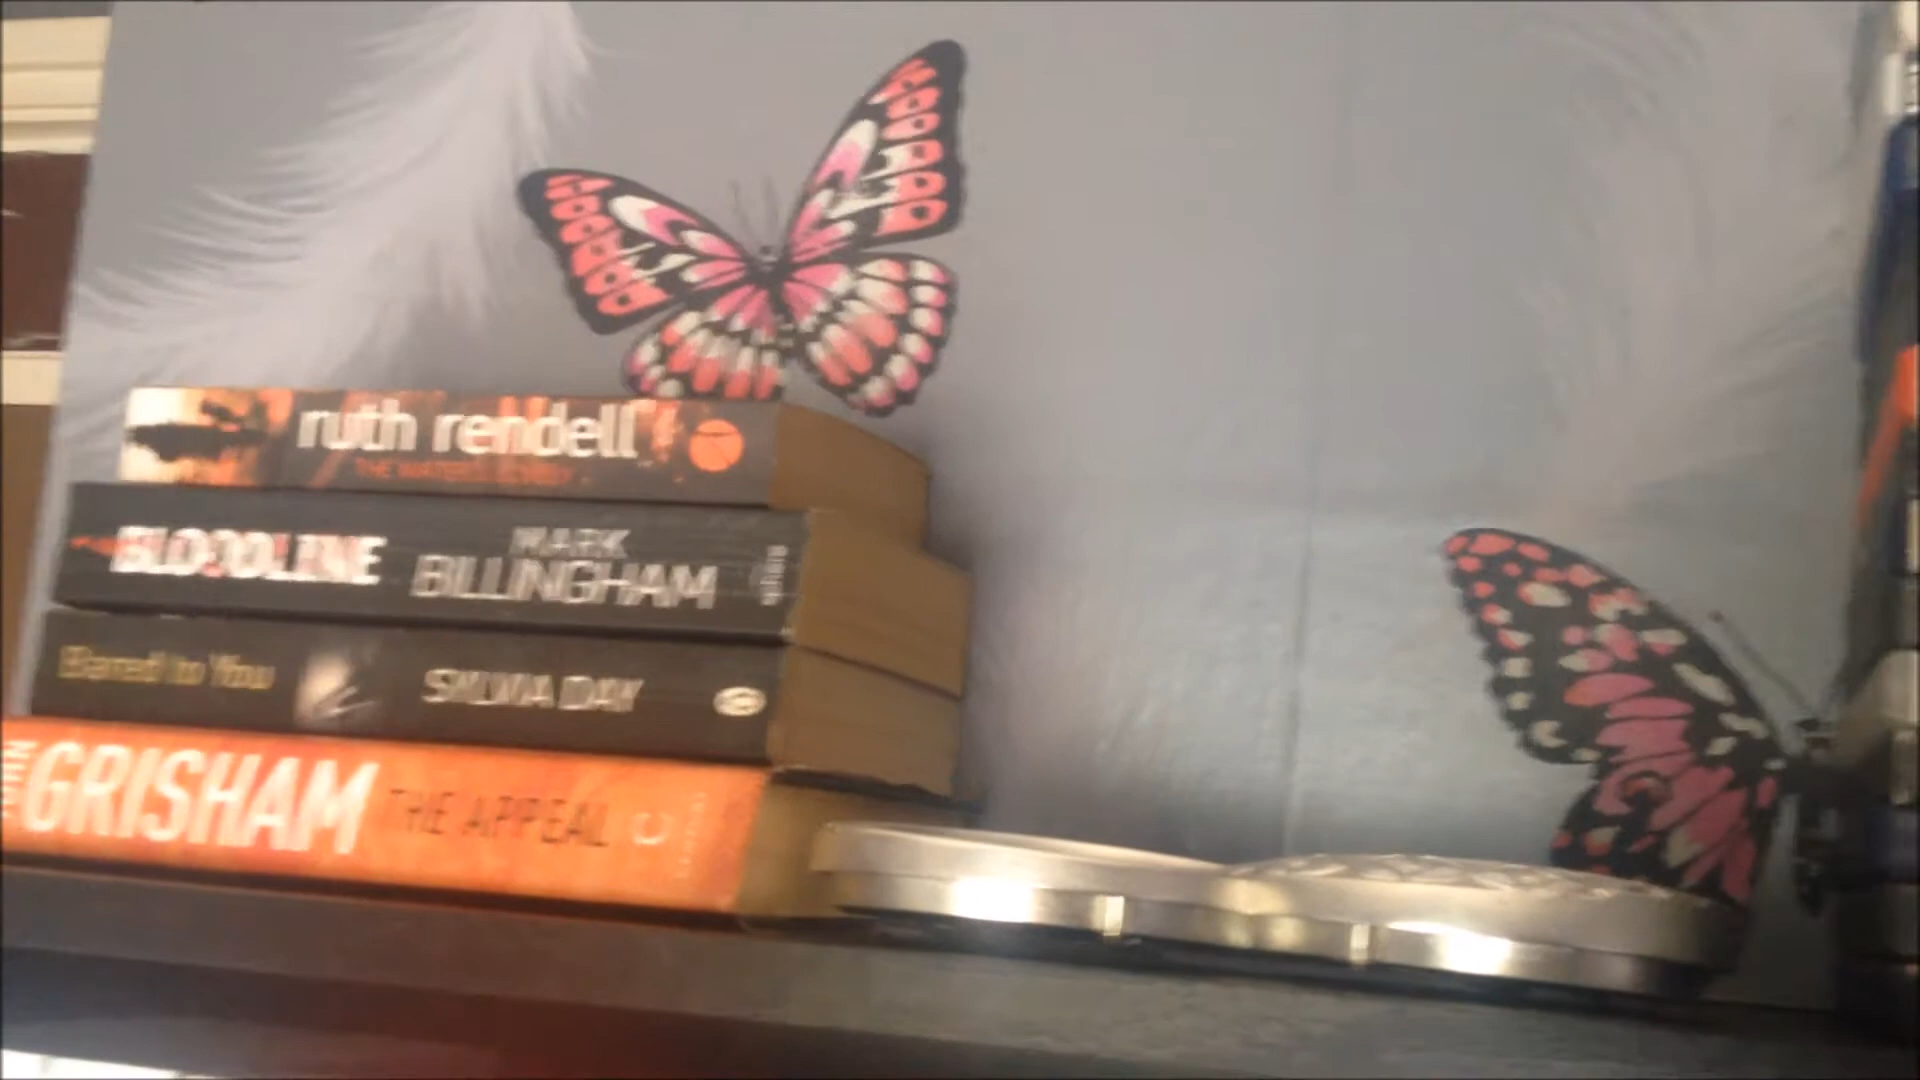 ruth rendell
BLOODLINE
MARK
BILLINGHAM
Bared to You
SYLVIA DAY
GRISHAM THE APPEAL